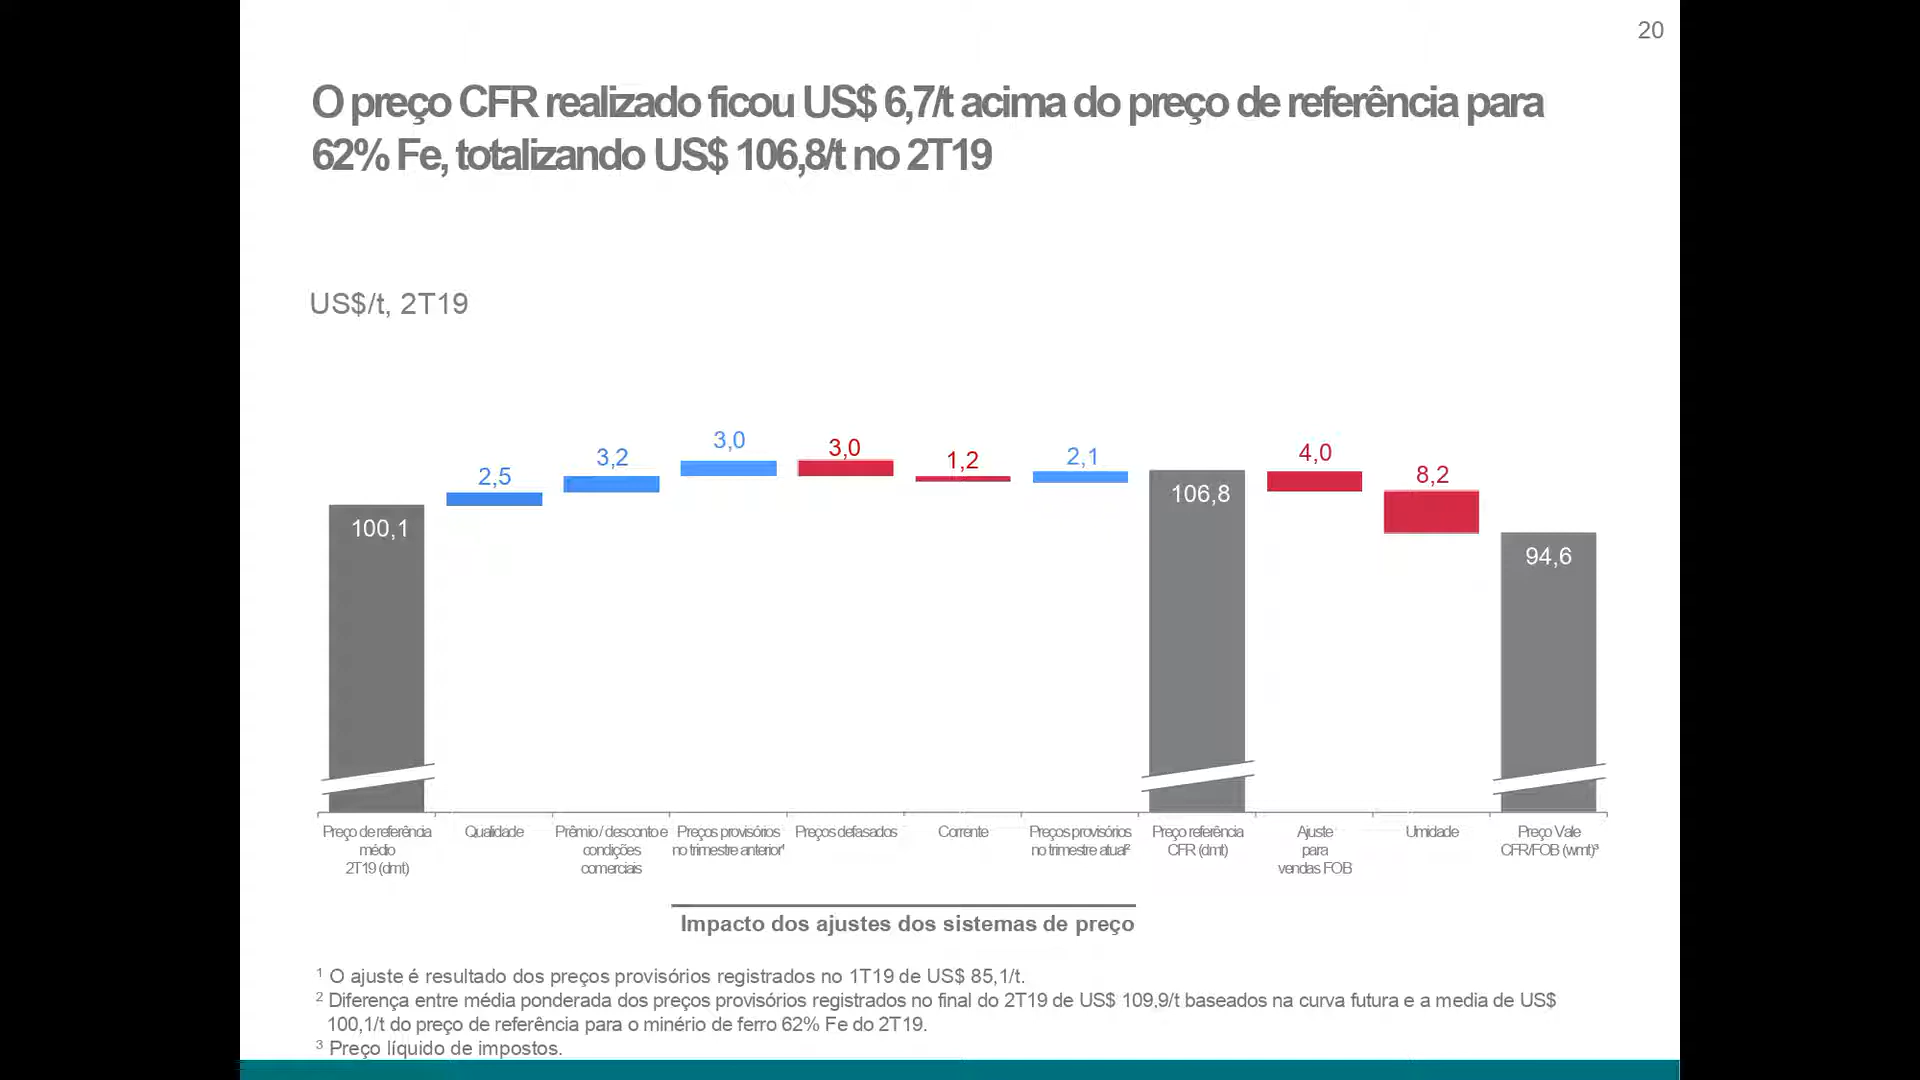 20
O preço CFR realizado ficou US$ 6,7/t acima do preço de referência para
62% Fe, totalizando US$ 106,8/t no 2T19
US$/t, 2T19
100,1
2,5
3,2
3,0
3,0
1,2
2,1
106,8
4,0
8,2
94,6
Preço de referência
médio
2T19 (dmt)
Qualidade
Prêmio / desconto e
condições
comerciais
Preços provisórios
no trimestre anterior¹
Preços defasados
Corrente
Preços provisórios
no trimestre atual²
Preço referência
CFR (dmt)
Ajuste
para
vendas FOB
Umidade
Preço Vale
CFR/FOB (wmt)³
Impacto dos ajustes dos sistemas de preço
¹ O ajuste é resultado dos preços provisórios registrados no 1T19 de US$ 85,1/t.
² Diferença entre média ponderada dos preços provisórios registrados no final do 2T19 de US$ 109,9/t baseados na curva futura e a media de US$
100,1/t do preço de referência para o minério de ferro 62% Fe do 2T19.
³ Preço líquido de impostos.